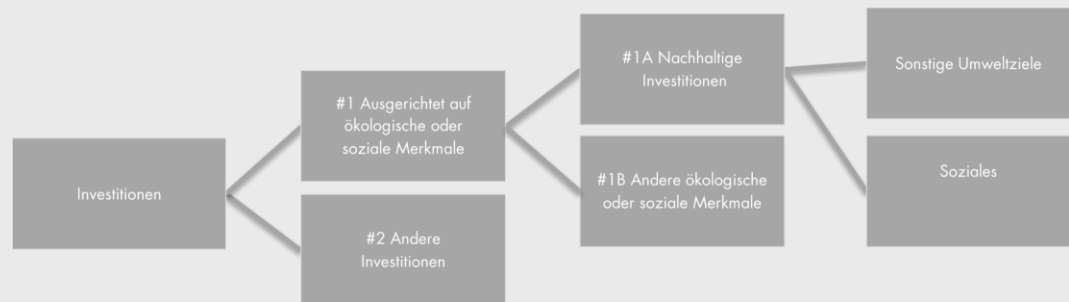 Investitionen
#1 Ausgerichtet auf
ökologische oder
soziale Merkmale
#2 Andere
Investitionen
#1A Nachhaltige
Investitionen
#1B Andere ökologische
oder soziale Merkmale
Sonstige Umweltziele
Soziales